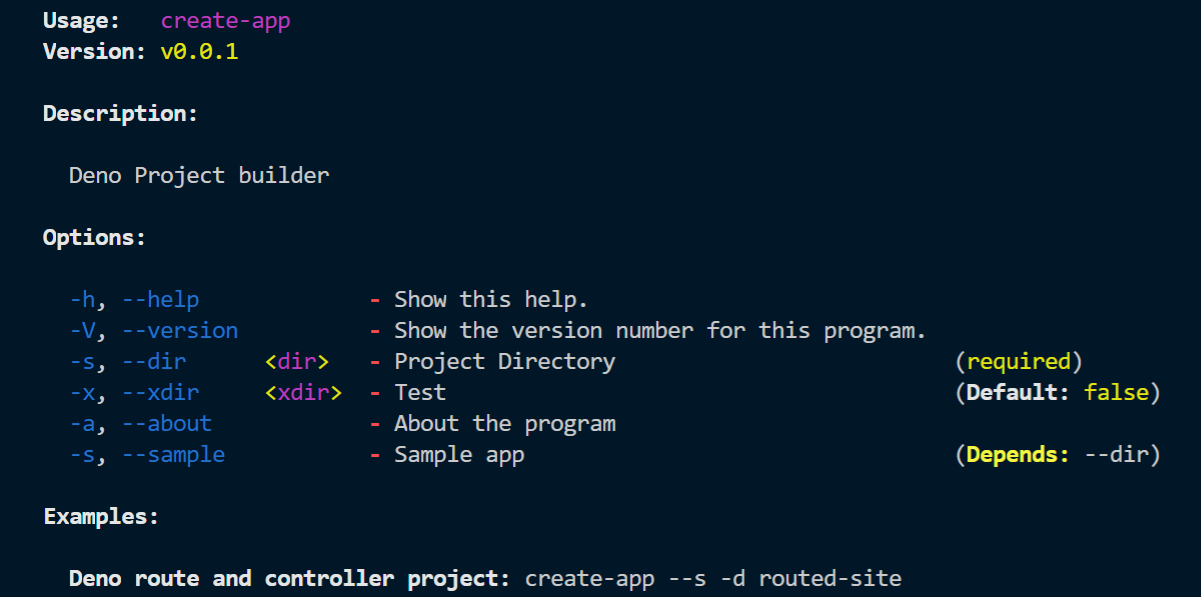 Usage: create-app
Version: v0.0.1
Description:
Deno Project builder
Options:
-h, --help - Show this help.
-V, --version - Show the version number for this program.
-s, --dir <dir> - Project Directory (required)
-x, --xdir <xdir> - Test (Default: false)
-a, --about - About the program
-s, --sample - Sample app (Depends: --dir)
Examples:
Deno route and controller project: create-app --s -d routed-site